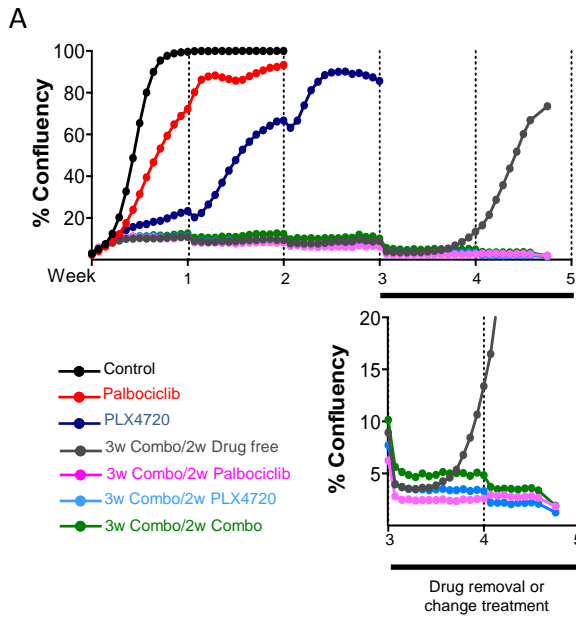 A
% Confluency
100
80
60
40
20
Week
1
2
3
4
5
Control
Palbociclib
PLX4720
3w Combo/2w Drug free
3w Combo/2w Palbociclib
3w Combo/2w PLX4720
3w Combo/2w Combo
% Confluency
20
15
10
5
3
4
5
Drug removal or
change treatment